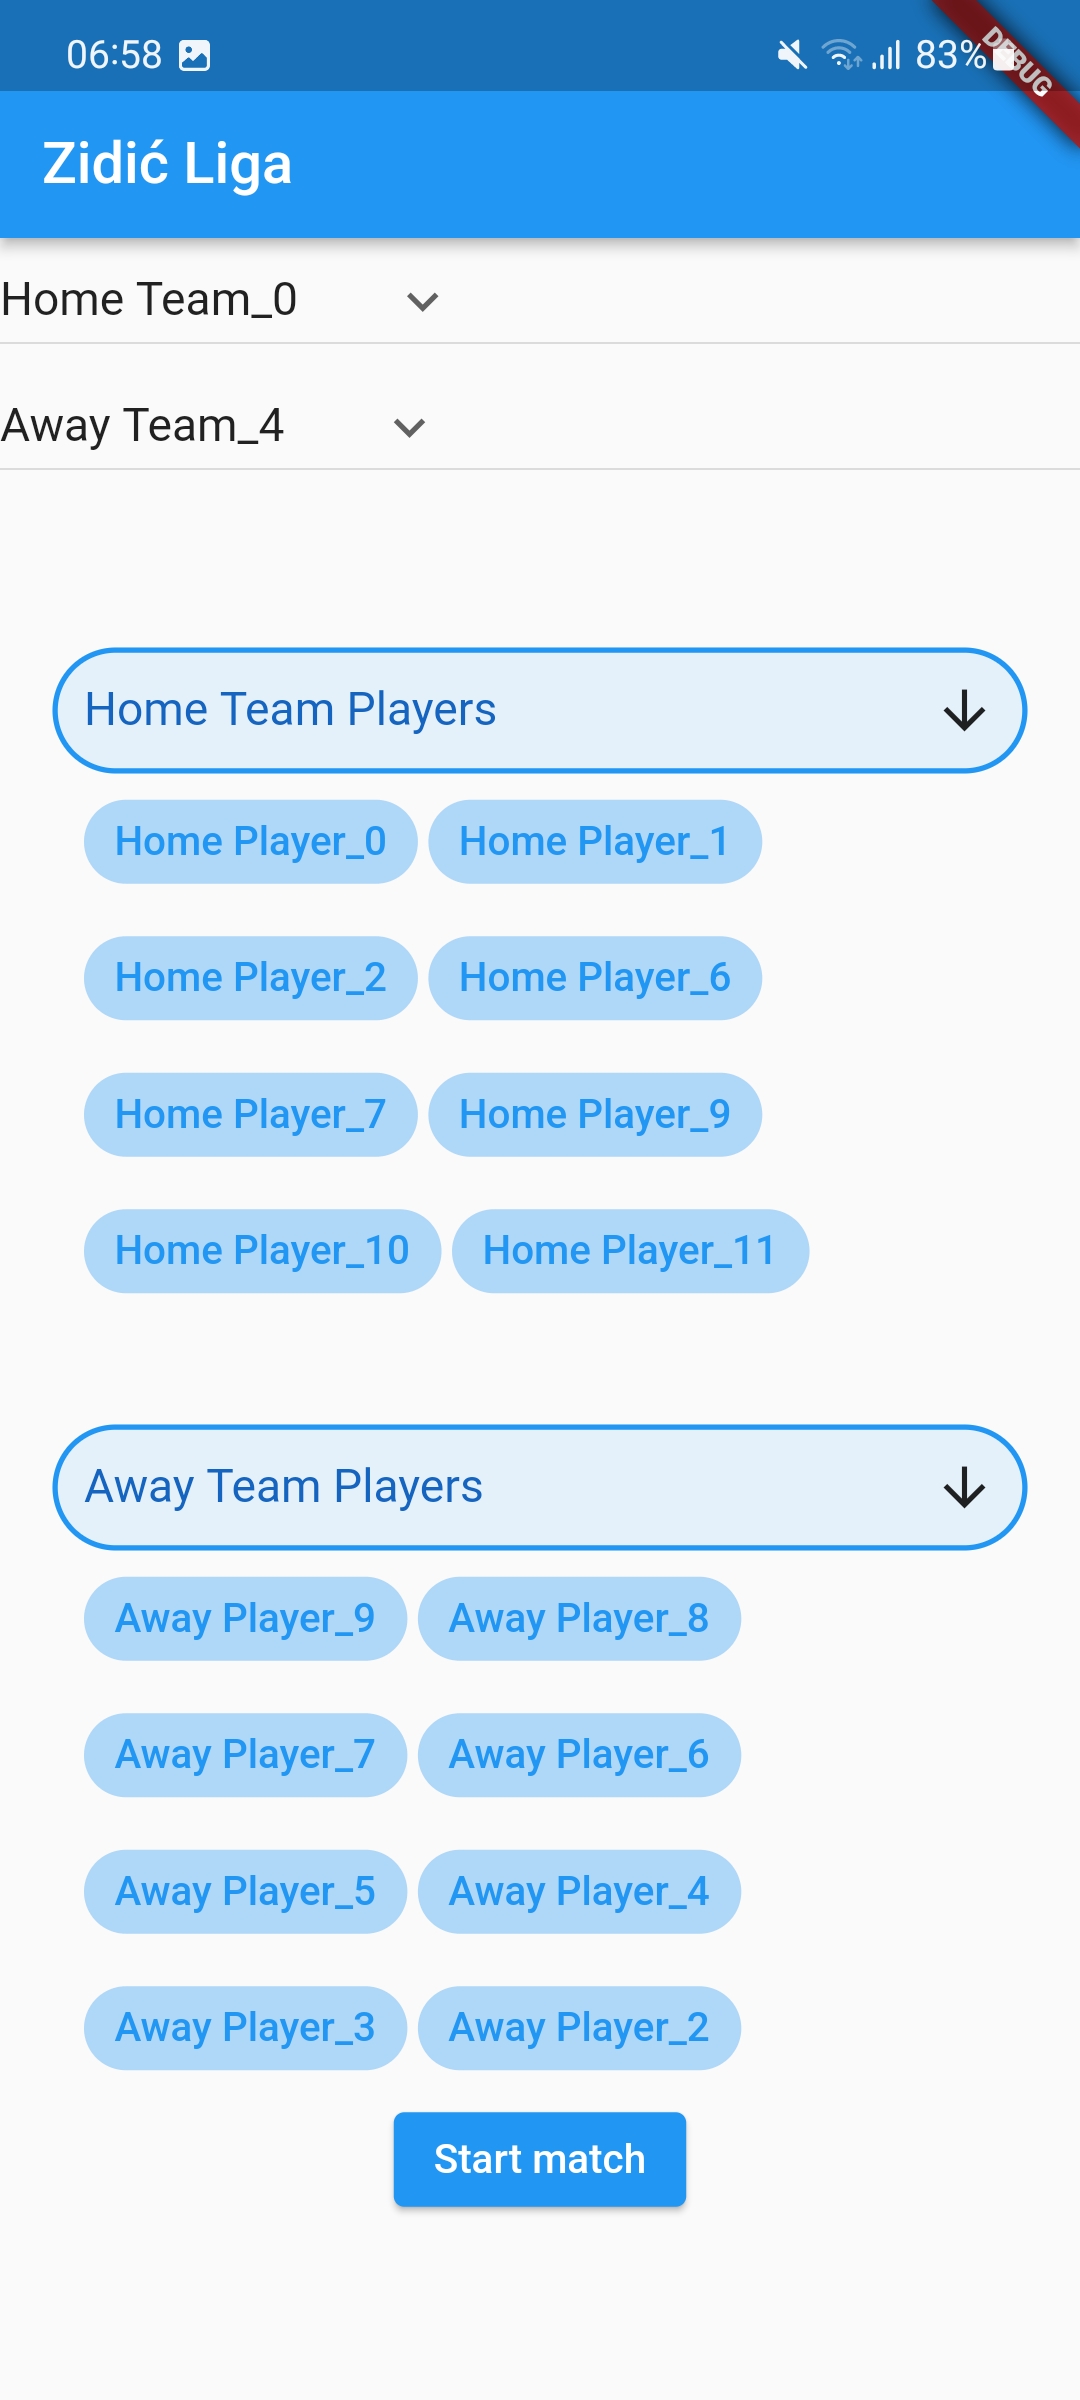 06:58 83%
DEBUG
Zidić Liga
Home Team_0
Away Team_4
Home Team Players
Home Player_0 Home Player_1
Home Player_2 Home Player_6
Home Player_7 Home Player_9
Home Player_10 Home Player_11
Away Team Players
Away Player_9 Away Player_8
Away Player_7 Away Player_6
Away Player_5 Away Player_4
Away Player_3 Away Player_2
Start match